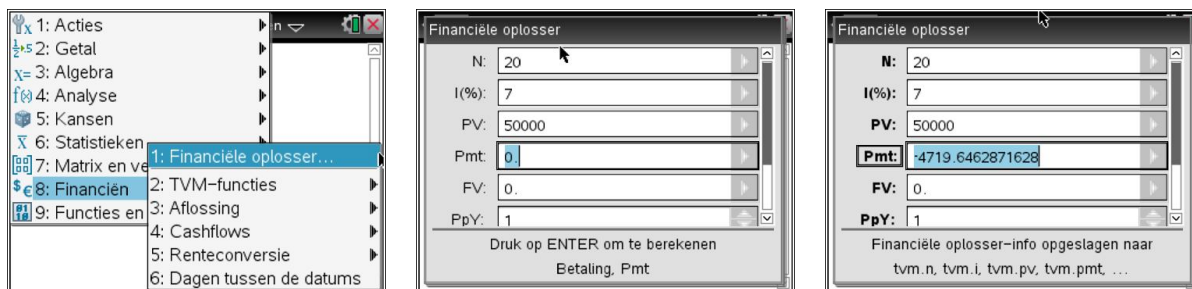 1: Acties
2: Getal
3: Algebra
4: Analyse
5: Kansen
6: Statistieken
7: Matrix en ve
8: Financiën
9: Functies en
1: Financiële oplosser...
2: TVM-functies
3: Aflossing
4: Cashflows
5: Renteconversie
6: Dagen tussen de datums
Financiële oplosser
N: 20
I(%): 7
PV: 50000
Pmt: 0.
FV: 0.
PpY: 1
Druk op ENTER om te berekenen
Betaling, Pmt
Financiële oplosser
N: 20
I(%): 7
PV: 50000
Pmt: -4719.6462871628
FV: 0.
PpY: 1
Financiële oplosser-info opgeslagen naar
tvm.n, tvm.i, tvm.pv, tvm.pmt, ...